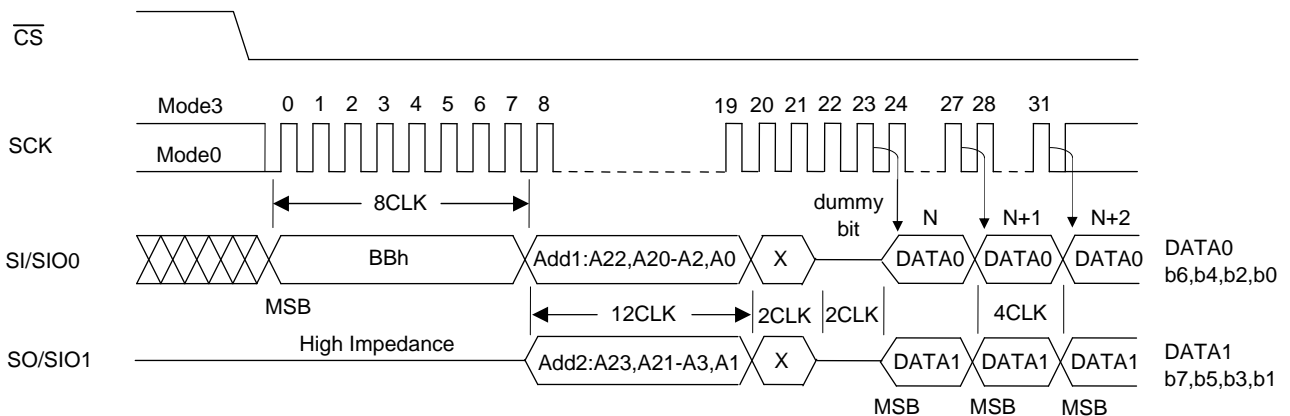 CS
Mode3
0 1 2 3 4 5 6 7 8 19 20 21 22 23 24 27 28 31
SCK
Mode0
8CLK
dummy
bit
N N+1 N+2
SI/SIO0
BBh
Add1:A22,A20-A2,A0
X
DATA0 DATA0 DATA0
DATA0
b6,b4,b2,b0
MSB
12CLK
2CLK 2CLK
4CLK
High Impedance
SO/SIO1
Add2:A23,A21-A3,A1
X
DATA1 DATA1 DATA1
DATA1
b7,b5,b3,b1
MSB MSB MSB